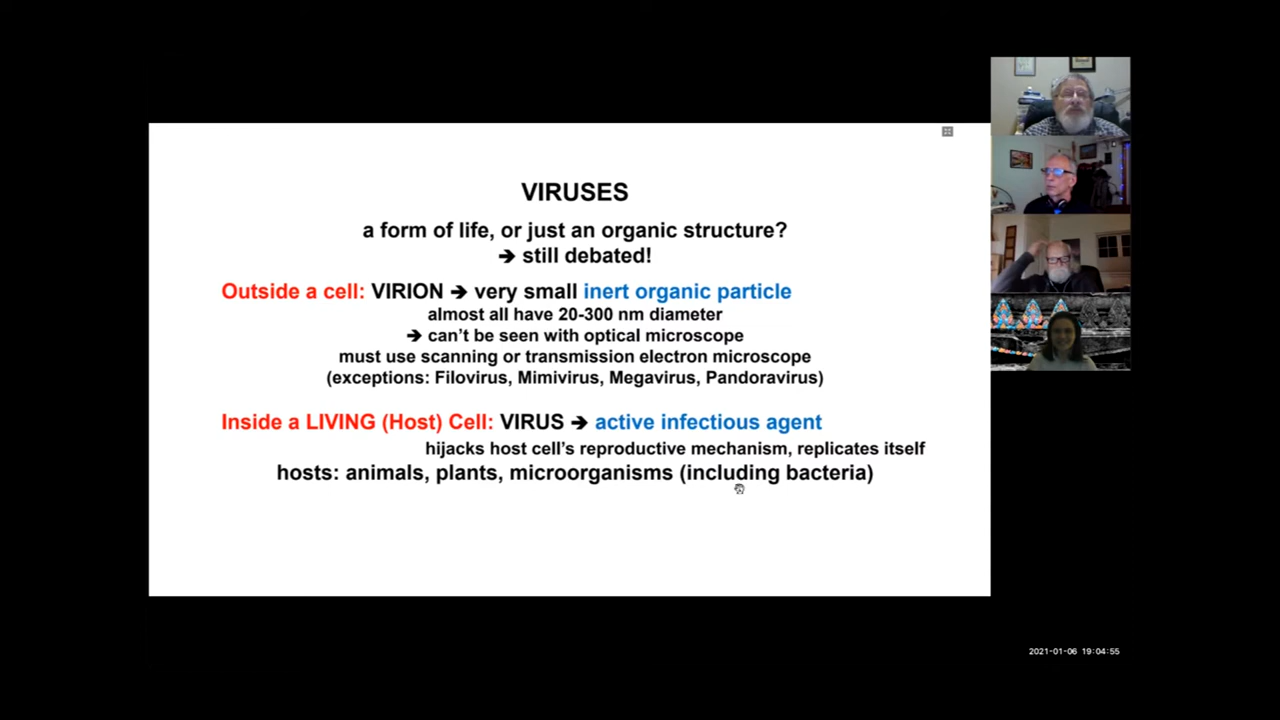 VIRUSES
a form of life, or just an organic structure?
➔ still debated!
Outside a cell: VIRION ➔ very small inert organic particle
almost all have 20-300 nm diameter
➔ can't be seen with optical microscope
must use scanning or transmission electron microscope
(exceptions: Filovirus, Mimivirus, Megavirus, Pandoravirus)
Inside a LIVING (Host) Cell: VIRUS ➔ active infectious agent
hijacks host cell's reproductive mechanism, replicates itself
hosts: animals, plants, microorganisms (including bacteria)
2021-01-06 19:04:55